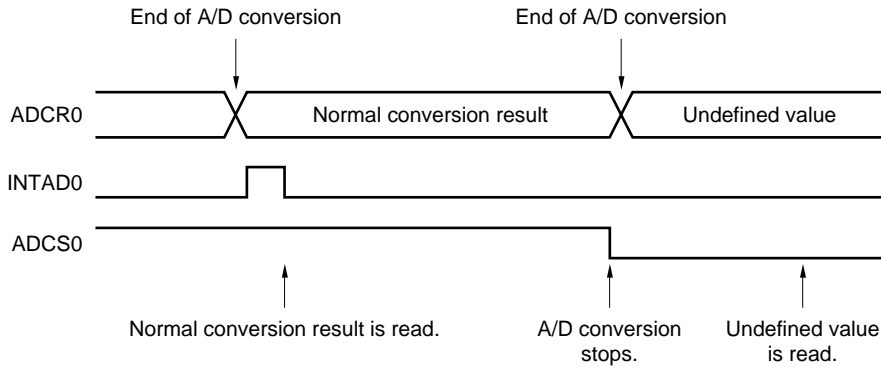 End of A/D conversion
End of A/D conversion
ADCR0
Normal conversion result
Undefined value
INTAD0
ADCS0
Normal conversion result is read.
A/D conversion
stops.
Undefined value
is read.